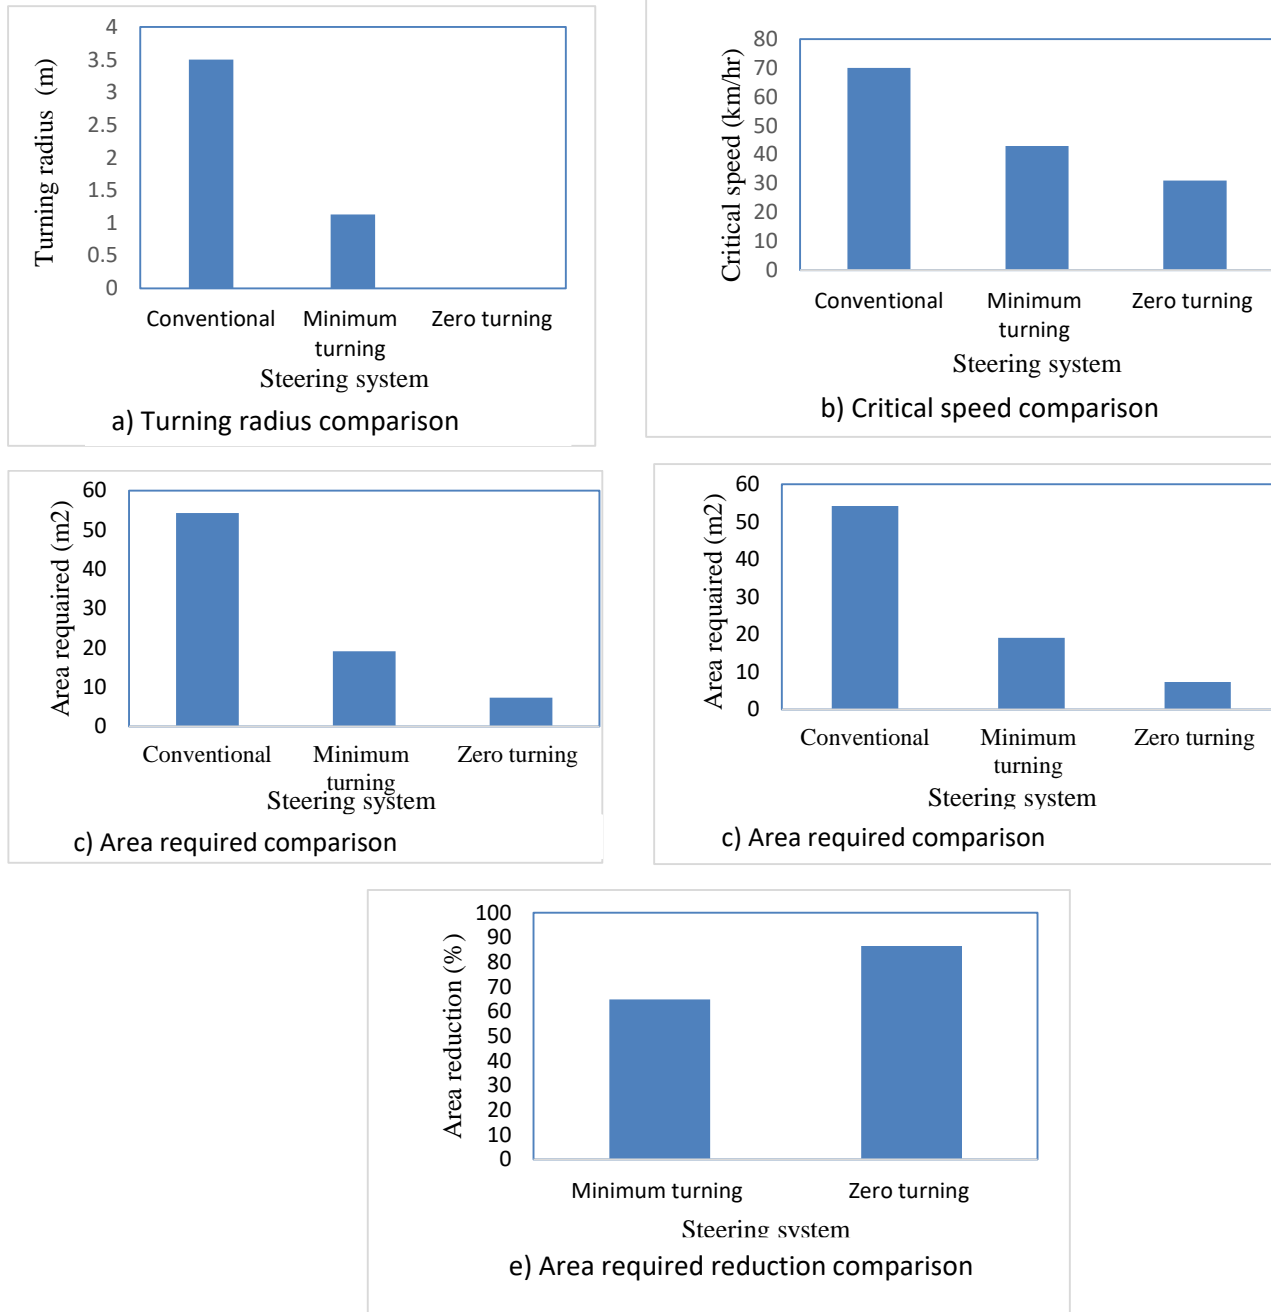 4
3.5
3
2.5
2
1.5
1
0.5
0
Turning radius (m)
Conventional Minimum turning Zero turning
Steering system
a) Turning radius comparison
80
70
60
50
40
30
20
10
0
Critical speed (km/hr)
Conventional Minimum turning Zero turning
Steering system
b) Critical speed comparison
60
50
40
30
20
10
0
Area requaired (m2)
Conventional Minimum turning Zero turning
Steering system
c) Area required comparison
60
50
40
30
20
10
0
Area requaired (m2)
Conventional Minimum turning Zero turning
Steering system
c) Area required comparison
100
90
80
70
60
50
40
30
20
10
0
Area reduction (%)
Minimum turning Zero turning
Steering system
e) Area required reduction comparison